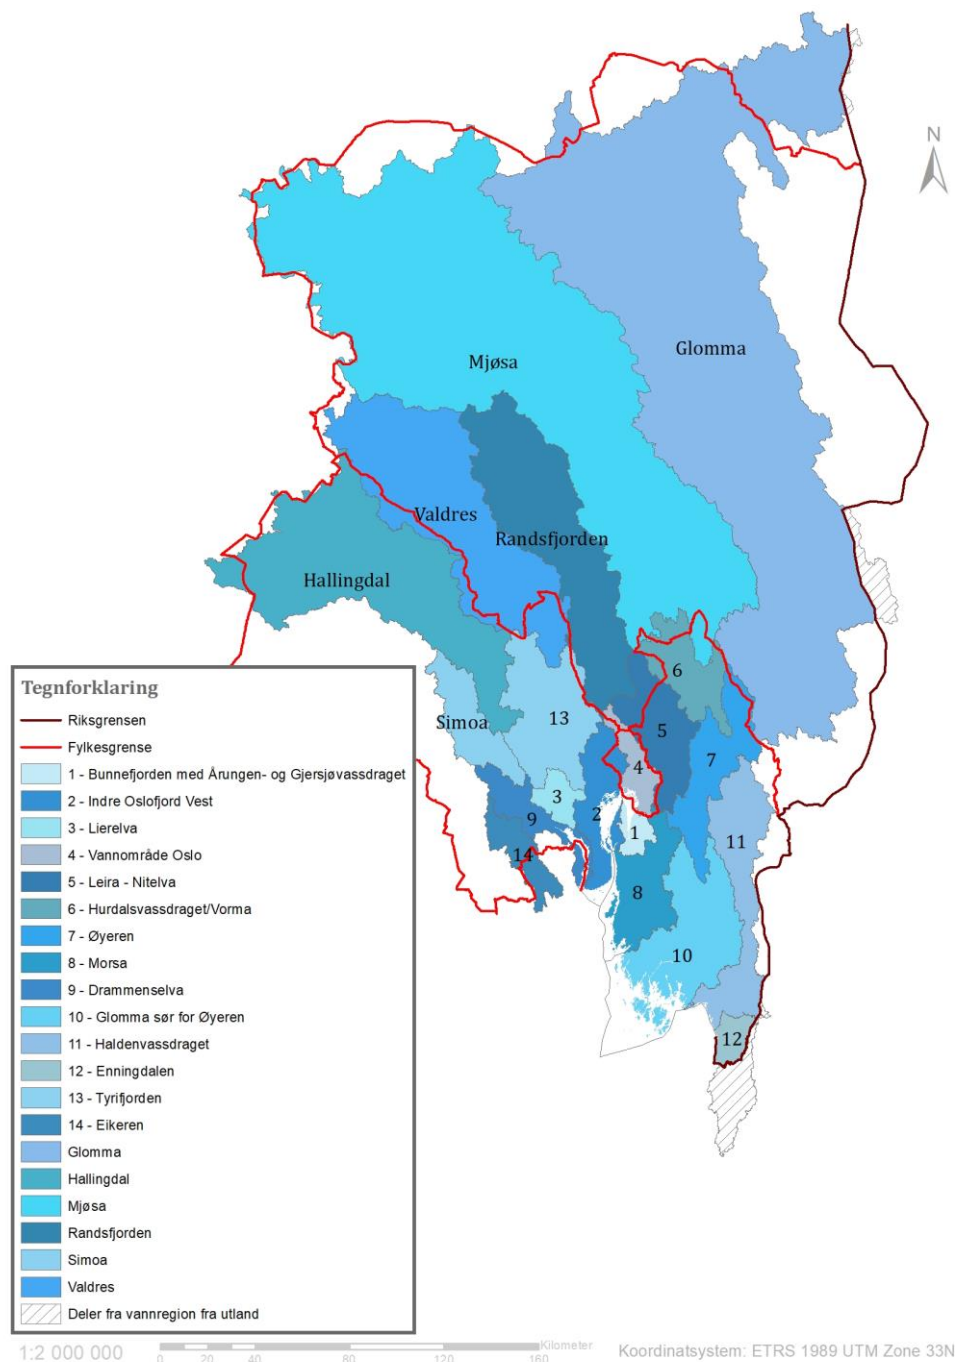 N
Glomma
Mjøsa
Valdres
Randsfjorden
Hallingdal
6
Simoa
13
5
7
4
3
2
9
1
11
14
8
10
12
Tegnforklaring
Riksgrensen
Fylkesgrense
1 - Bunnefjorden med Årungen- og Gjersjøvassdraget
2 - Indre Oslofjord Vest
3 - Lierelva
4 - Vannområde Oslo
5 - Leira - Nitelva
6 - Hurdalsvassdraget/Vorma
7 - Øyeren
8 - Morsa
9 - Drammenselva
10 - Glomma sør for Øyeren
11 - Haldenvassdraget
12 - Enningdalen
13 - Tyrifjorden
14 - Eikeren
Glomma
Hallingdal
Mjøsa
Randsfjorden
Simoa
Valdres
Deler fra vannregion fra utland
1:2 000 000
Kilometer
0 20 40 80 120 160
Koordinatsystem: ETRS 1989 UTM Zone 33N